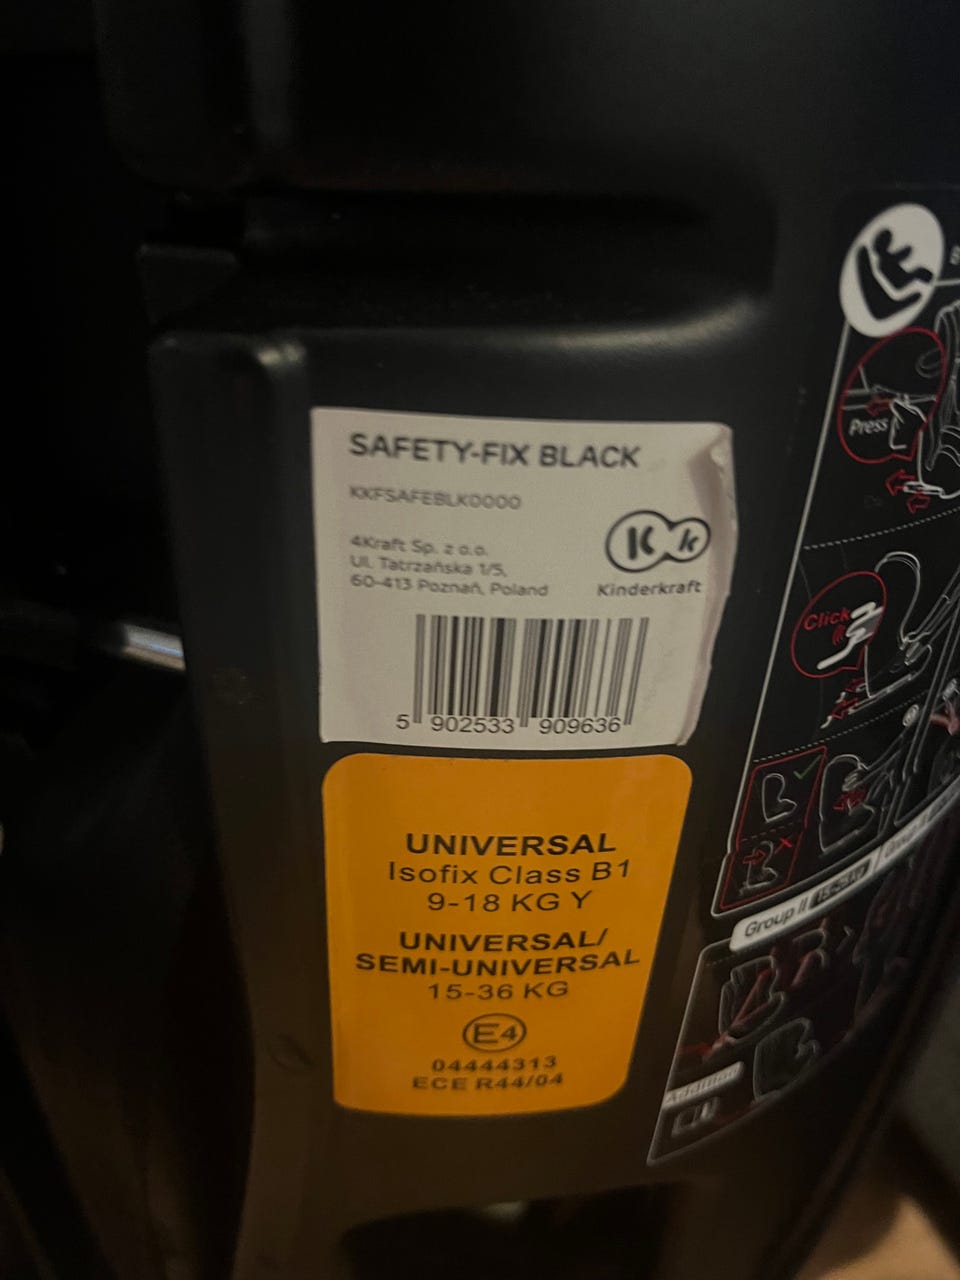 SAFETY-FIX BLACK
KKFSAFEBLK0000
4Kraft Sp. z o.o.
Ul. Tatrzańska 1/5,
60-413 Poznań, Poland
Kinderkraft
5 902533 909636
UNIVERSAL
Isofix Class B1
9-18 KG Y
UNIVERSAL/
SEMI-UNIVERSAL
15-36 KG
E4
04444313
ECE R44/04
Press
Click
Group II